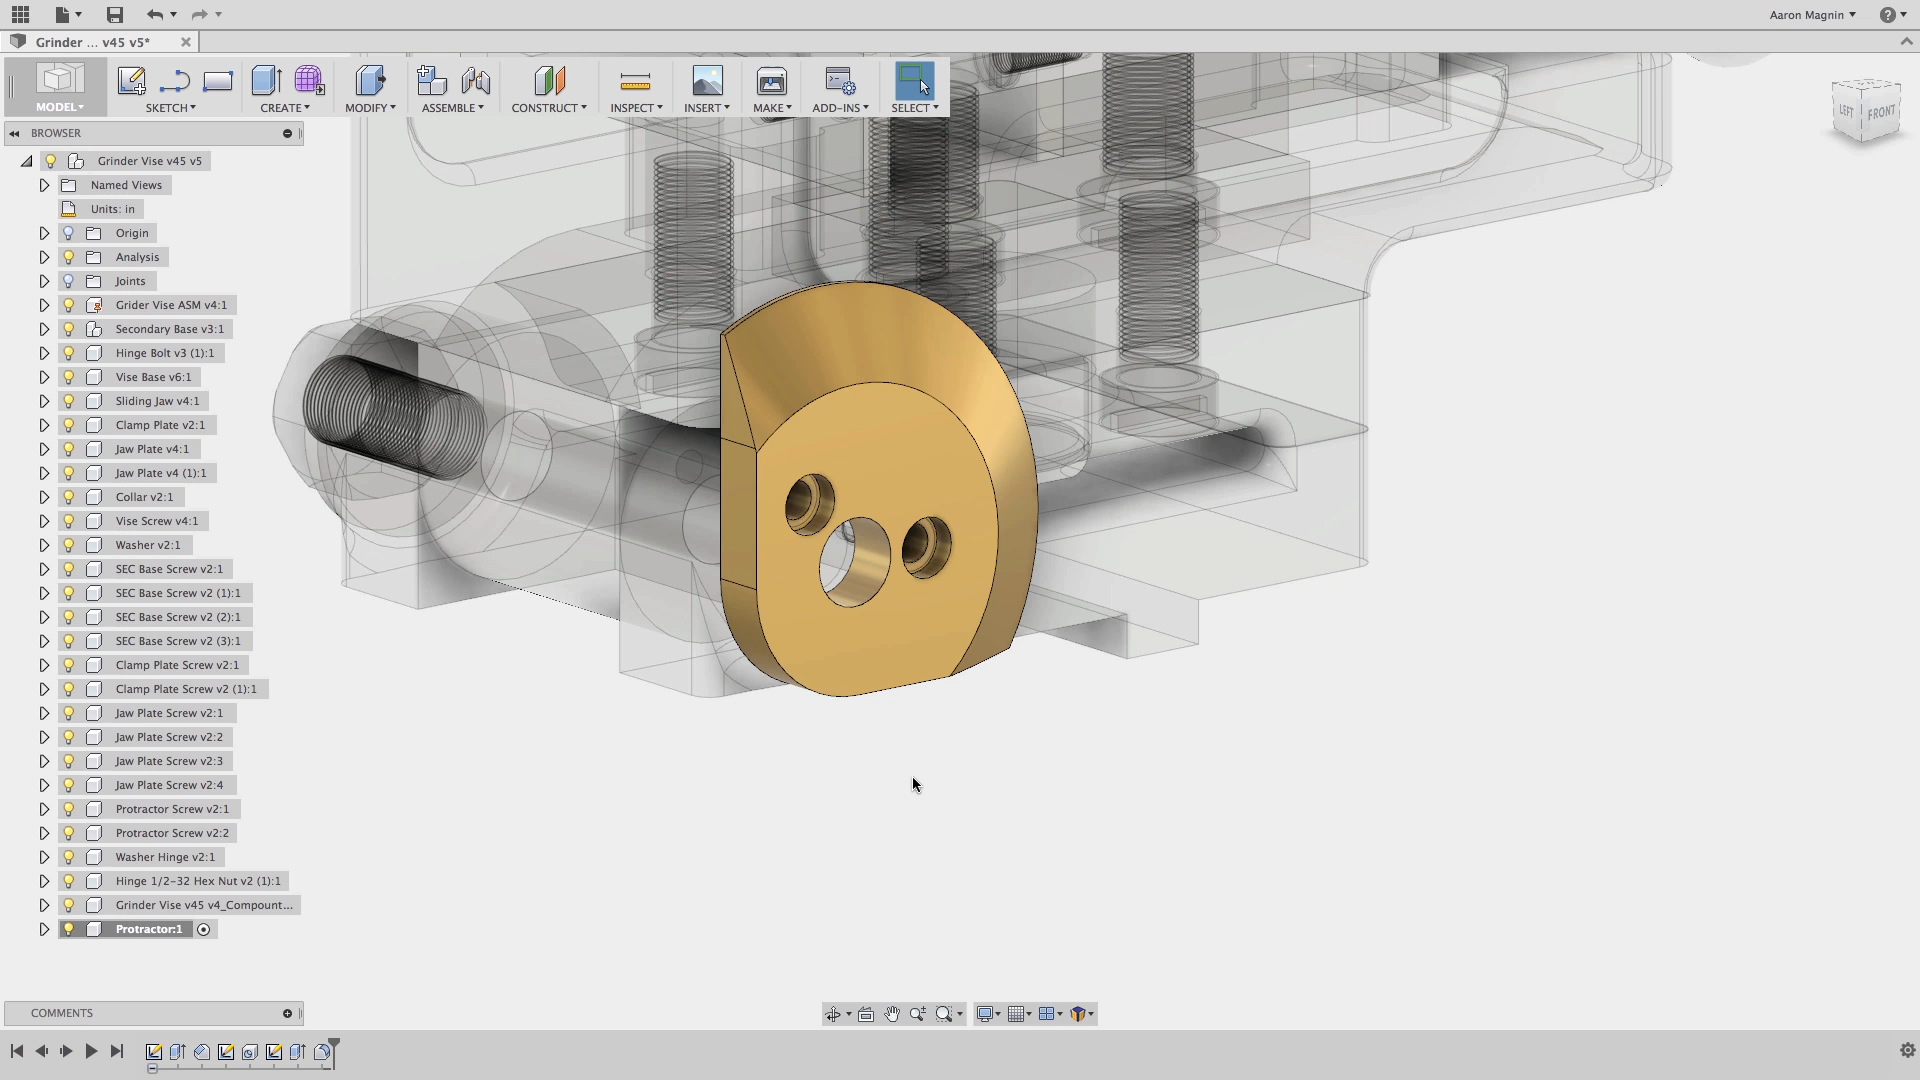 Aaron Magnin
?
Grinder ... v45 v5*
MODEL
SKETCH
CREATE
MODIFY
ASSEMBLE
CONSTRUCT
INSPECT
INSERT
MAKE
ADD-INS
SELECT
LEFT
FRONT
BROWSER
Grinder Vise v45 v5
Named Views
Units: in
Origin
Analysis
Joints
Grider Vise ASM v4:1
Secondary Base v3:1
Hinge Bolt v3 (1):1
Vise Base v6:1
Sliding Jaw v4:1
Clamp Plate v2:1
Jaw Plate v4:1
Jaw Plate v4 (1):1
Collar v2:1
Vise Screw v4:1
Washer v2:1
SEC Base Screw v2:1
SEC Base Screw v2 (1):1
SEC Base Screw v2 (2):1
SEC Base Screw v2 (3):1
Clamp Plate Screw v2:1
Clamp Plate Screw v2 (1):1
Jaw Plate Screw v2:1
Jaw Plate Screw v2:2
Jaw Plate Screw v2:3
Jaw Plate Screw v2:4
Protractor Screw v2:1
Protractor Screw v2:2
Washer Hinge v2:1
Hinge 1/2-32 Hex Nut v2 (1):1
Grinder Vise v45 v4_Compount...
Protractor:1
COMMENTS